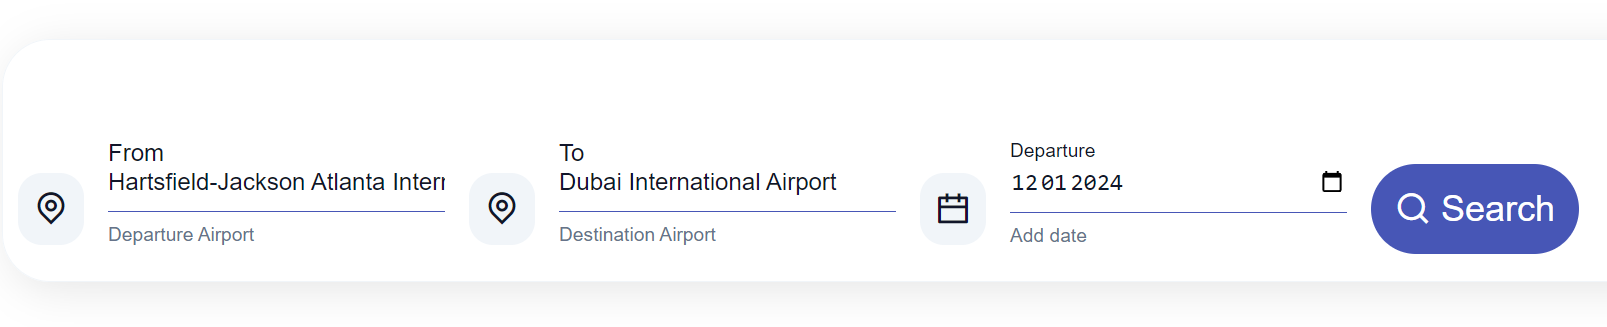 From
Hartsfield-Jackson Atlanta Intern
Departure Airport
To
Dubai International Airport
Destination Airport
Departure
12 01 2024
Add date
Search